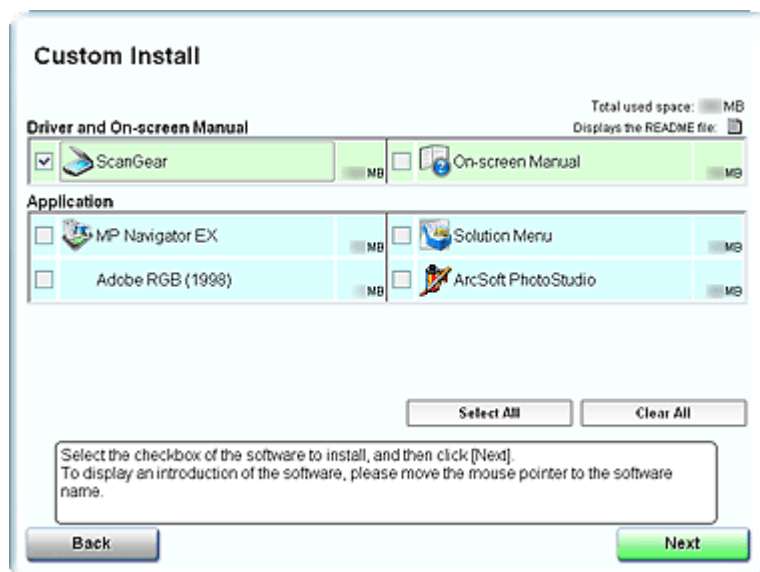 Custom Install
Total used space: MB
Driver and On-screen Manual
Displays the README file:
ScanGear MB
On-screen Manual MB
Application
MP Navigator EX MB
Solution Menu MB
Adobe RGB (1998) MB
ArcSoft PhotoStudio MB
Select All
Clear All
Select the checkbox of the software to install, and then click [Next].
To display an introduction of the software, please move the mouse pointer to the software
name.
Back
Next